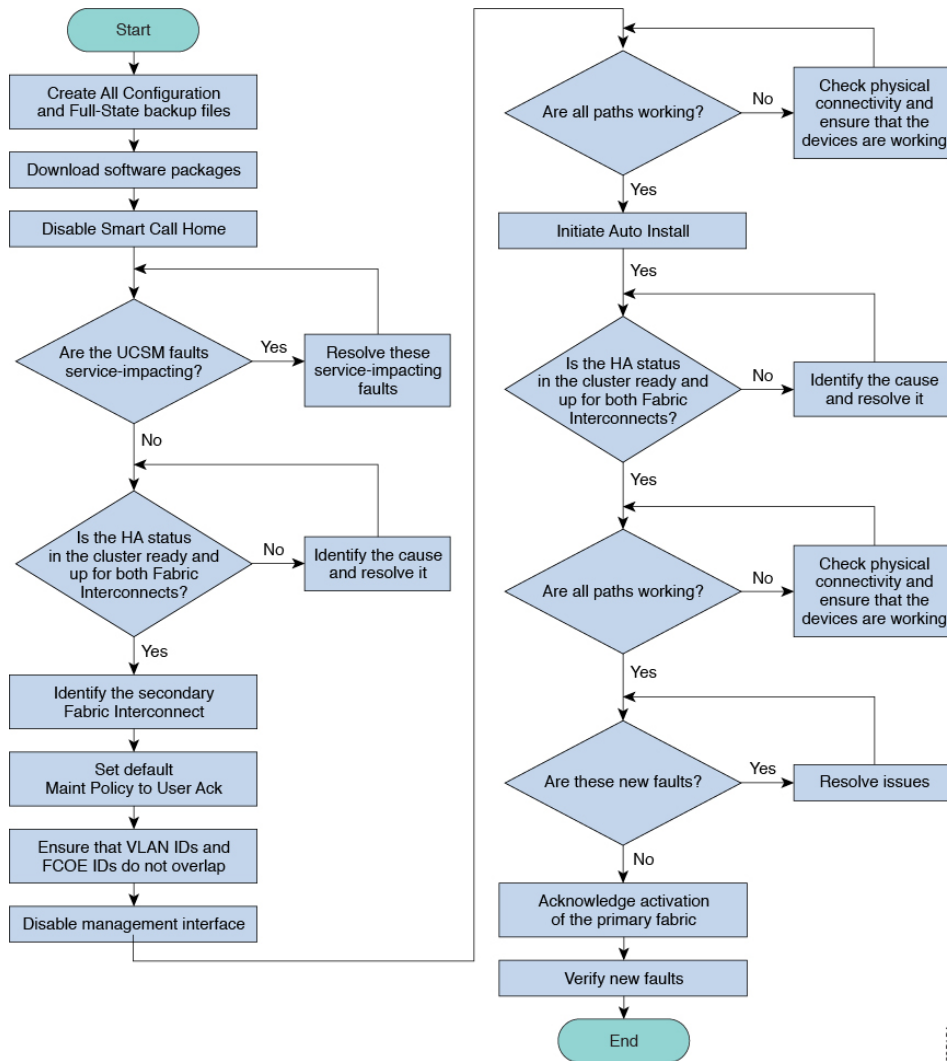 Start
Create All Configuration
and Full-State backup files
Download software packages
Disable Smart Call Home
Are the UCSM faults
service-impacting?
Yes
Resolve these
service-impacting
faults
No
Is the HA status
in the cluster ready and
up for both Fabric
Interconnects?
No
Identify the cause
and resolve it
Yes
Identify the secondary
Fabric Interconnect
Set default
Maint Policy to User Ack
Ensure that VLAN IDs and
FCOE IDs do not overlap
Disable management interface
Are all paths working?
No
Check physical
connectivity and
ensure that the
devices are working
Yes
Initiate Auto Install
Yes
Is the HA status
in the cluster ready and
up for both Fabric
Interconnects?
No
Identify the cause
and resolve it
Yes
Are all paths working?
No
Check physical
connectivity and
ensure that the
devices are working
Yes
Are these new faults?
Yes
Resolve issues
No
Acknowledge activation
of the primary fabric
Verify new faults
End